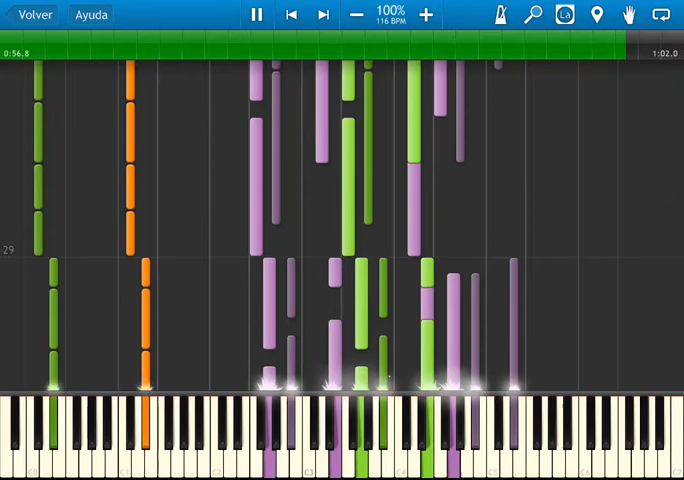 Volver Ayuda 100% La
116 BPM
0:56.8 1:02.0
29
C0 C1 C2 C3 C4 C5 C6 C7